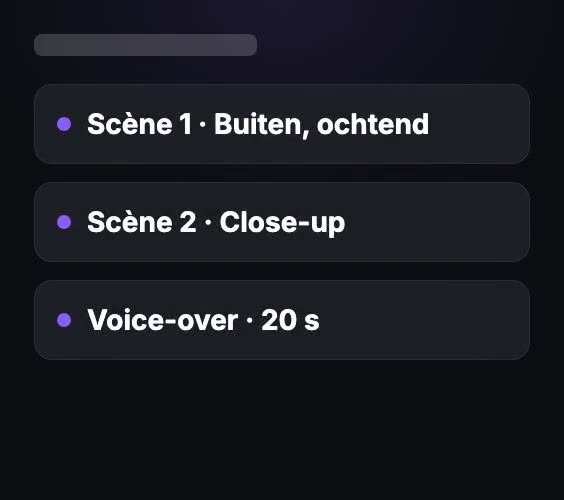 Scène 1 · Buiten, ochtend
Scène 2 · Close-up
Voice-over · 20 s